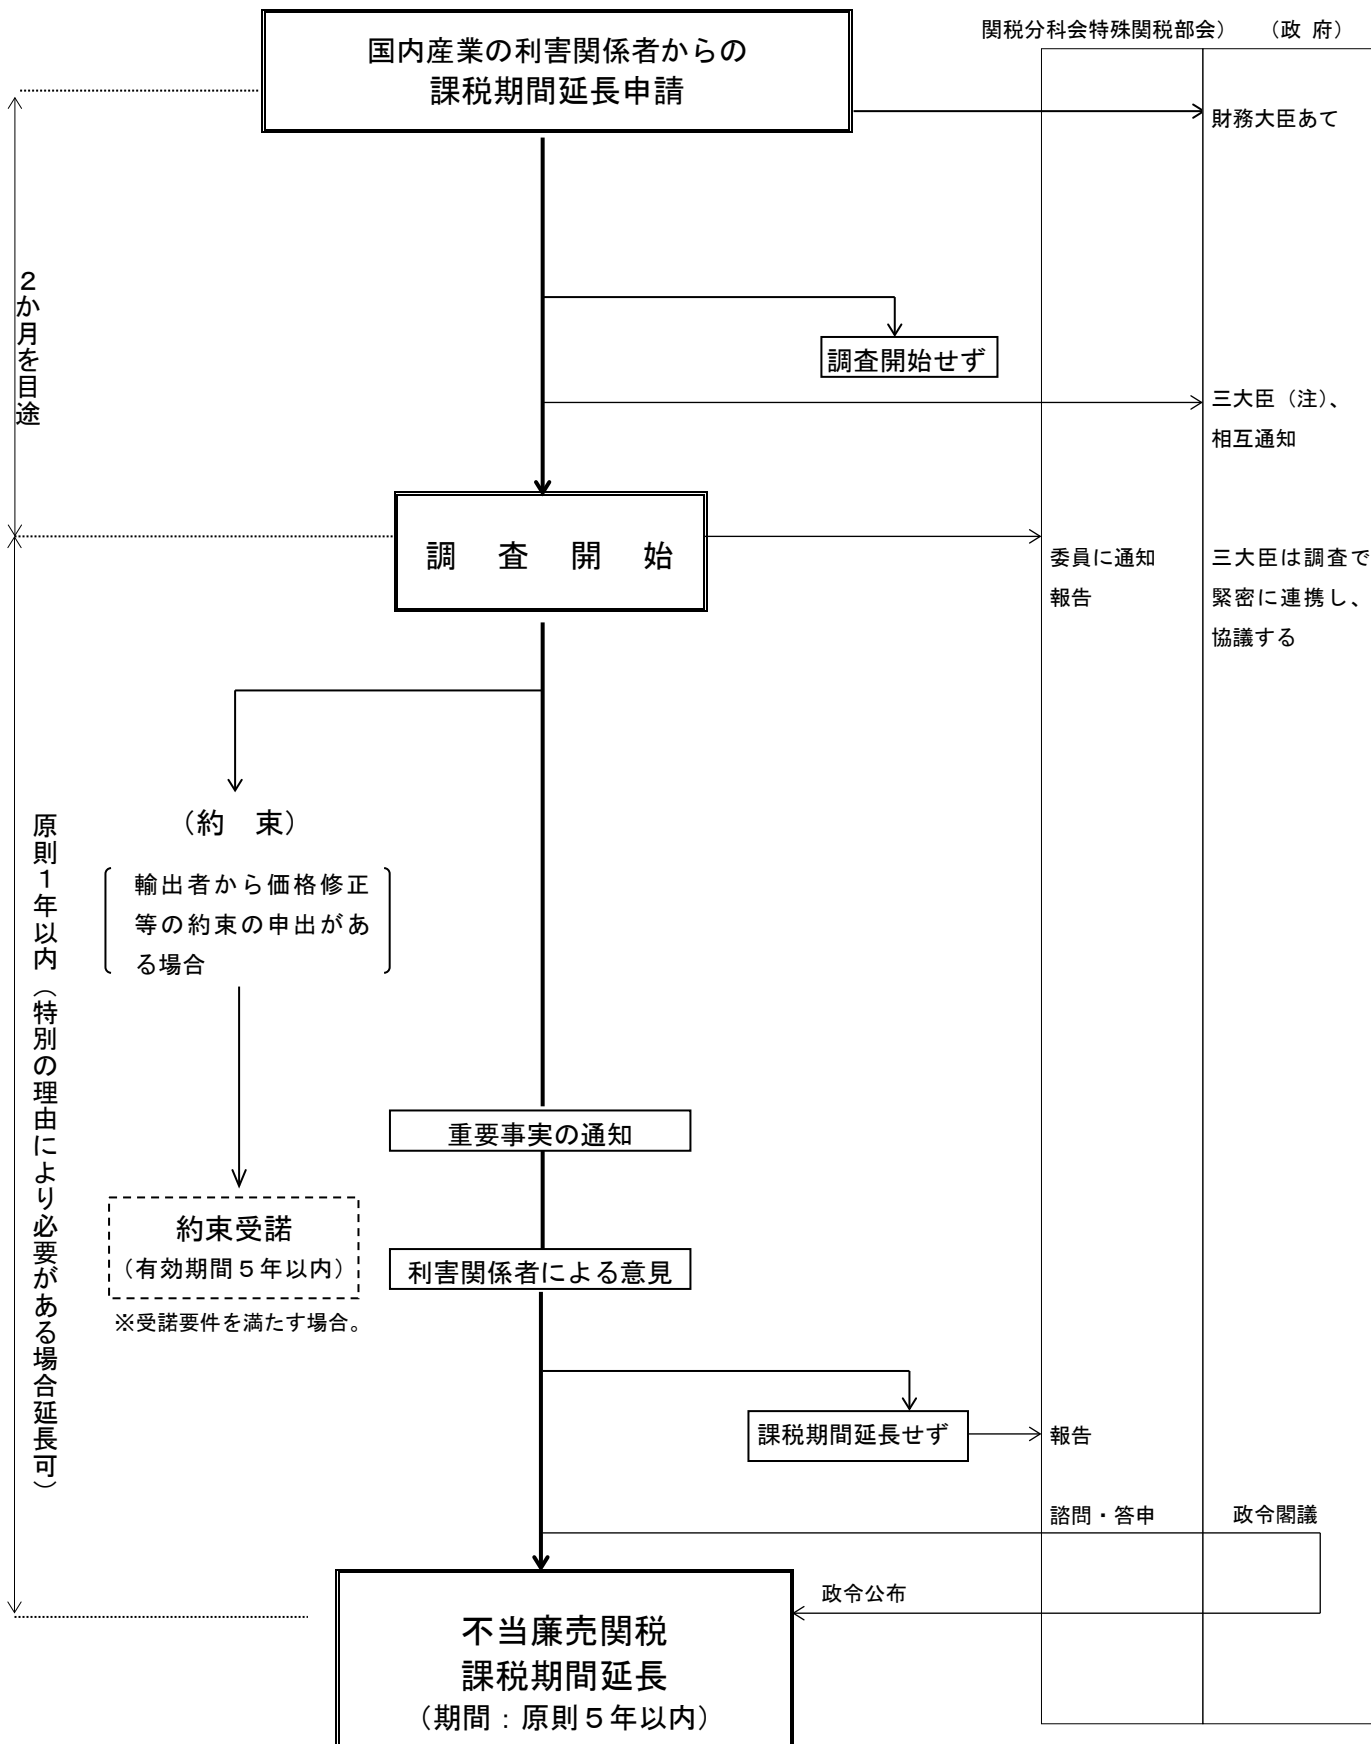 関税分科会特殊関税部会) (政 府)
国内産業の利害関係者からの
課税期間延長申請
財務大臣あて
2か月を目途
調査開始せず
三大臣(注)、
相互通知
調 査 開 始
委員に通知
報告
三大臣は調査で
緊密に連携し、
協議する
原則1年以内(特別の理由により必要がある場合延長可)
(約 束)
輸出者から価格修正
等の約束の申出があ
る場合
重要事実の通知
約束受諾
(有効期間5年以内)
※受諾要件を満たす場合。
利害関係者による意見
課税期間延長せず
報告
諮問・答申
政令閣議
政令公布
不当廉売関税
課税期間延長
(期間:原則5年以内)